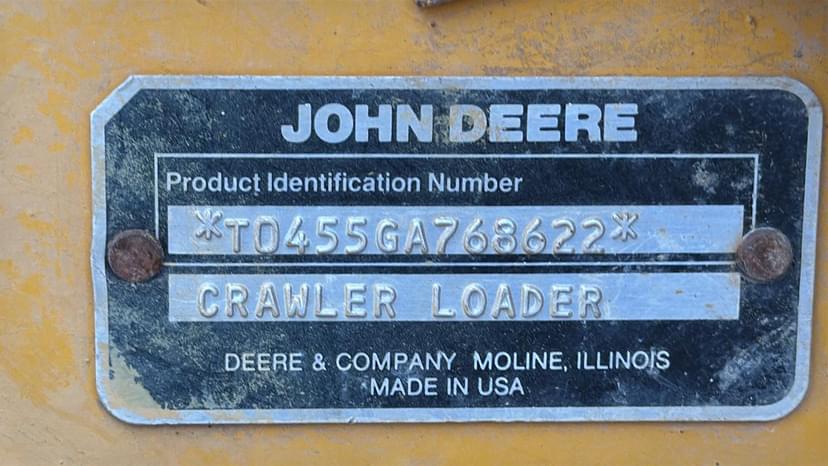 JOHN DEERE
Product Identification Number
*T0455GA768622*
CRAWLER LOADER
DEERE & COMPANY MOLINE, ILLINOIS
MADE IN USA